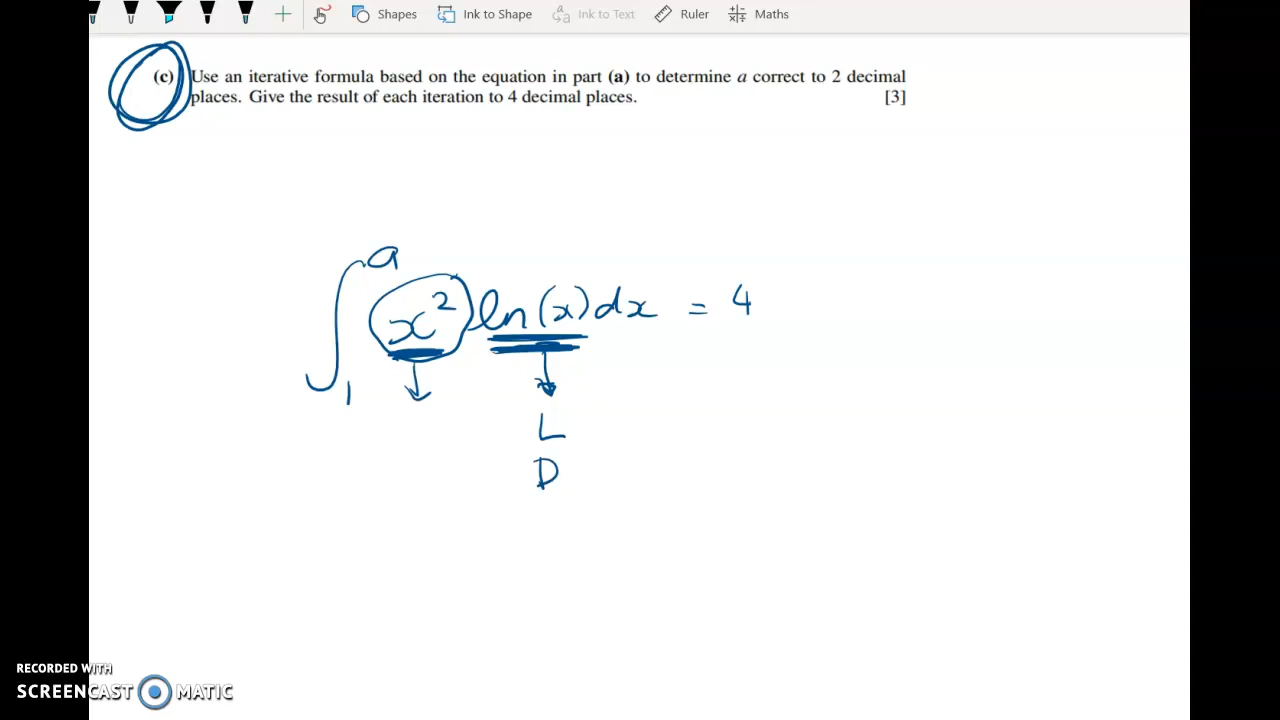 Shapes Ink to Shape Ink to Text Ruler Maths
(c) Use an iterative formula based on the equation in part (a) to determine a correct to 2 decimal
places. Give the result of each iteration to 4 decimal places. [3]
∫₁ᵃ x² ln(x) dx = 4
L
D
RECORDED WITH
SCREENCAST MATIC